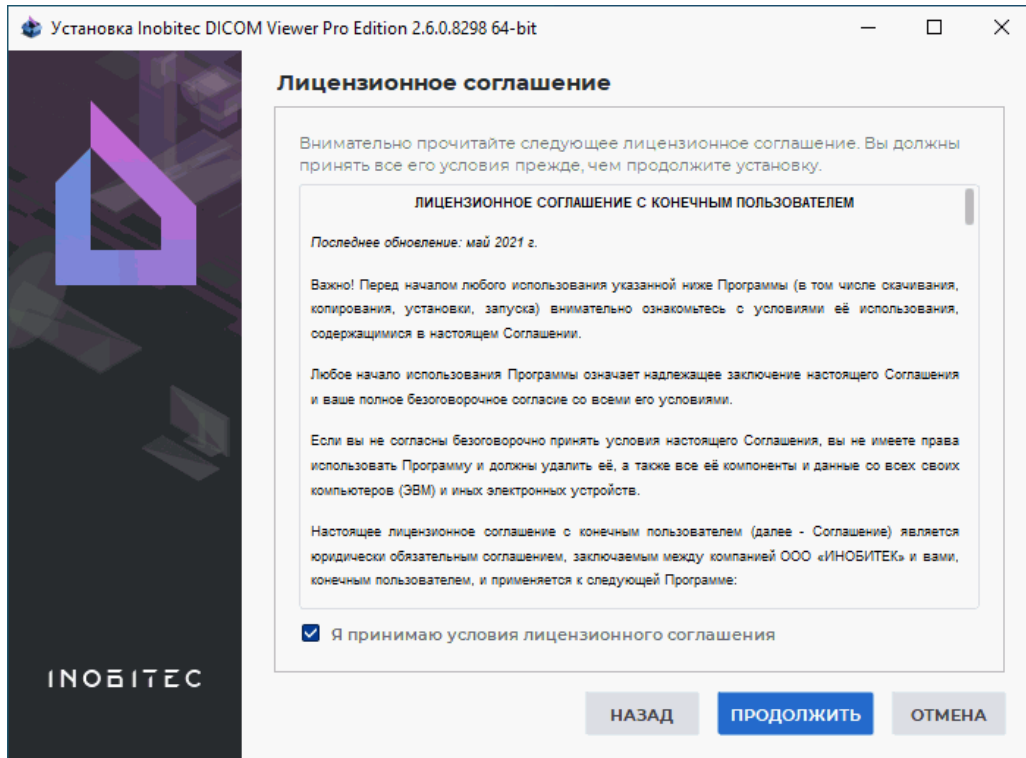 Установка Inobitec DICOM Viewer Pro Edition 2.6.0.8298 64-bit
Лицензионное соглашение
Внимательно прочитайте следующее лицензионное соглашение. Вы должны
принять все его условия прежде, чем продолжите установку.
ЛИЦЕНЗИОННОЕ СОГЛАШЕНИЕ С КОНЕЧНЫМ ПОЛЬЗОВАТЕЛЕМ
Последнее обновление: май 2021 г.
Важно! Перед началом любого использования указанной ниже Программы (в том числе скачивания,
копирования, установки, запуска) внимательно ознакомьтесь с условиями её использования,
содержащимися в настоящем Соглашении.
Любое начало использования Программы означает надлежащее заключение настоящего Соглашения
и ваше полное безоговорочное согласие со всеми его условиями.
Если вы не согласны безоговорочно принять условия настоящего Соглашения, вы не имеете права
использовать Программу и должны удалить её, а также все её компоненты и данные со всех своих
компьютеров (ЭВМ) и иных электронных устройств.
Настоящее лицензионное соглашение с конечным пользователем (далее - Соглашение) является
юридически обязательным соглашением, заключаемым между компанией ООО «ИНОБИТЕК» и вами,
конечным пользователем, и применяется к следующей Программе:
Я принимаю условия лицензионного соглашения
INOBITEC
НАЗАД ПРОДОЛЖИТЬ ОТМЕНА